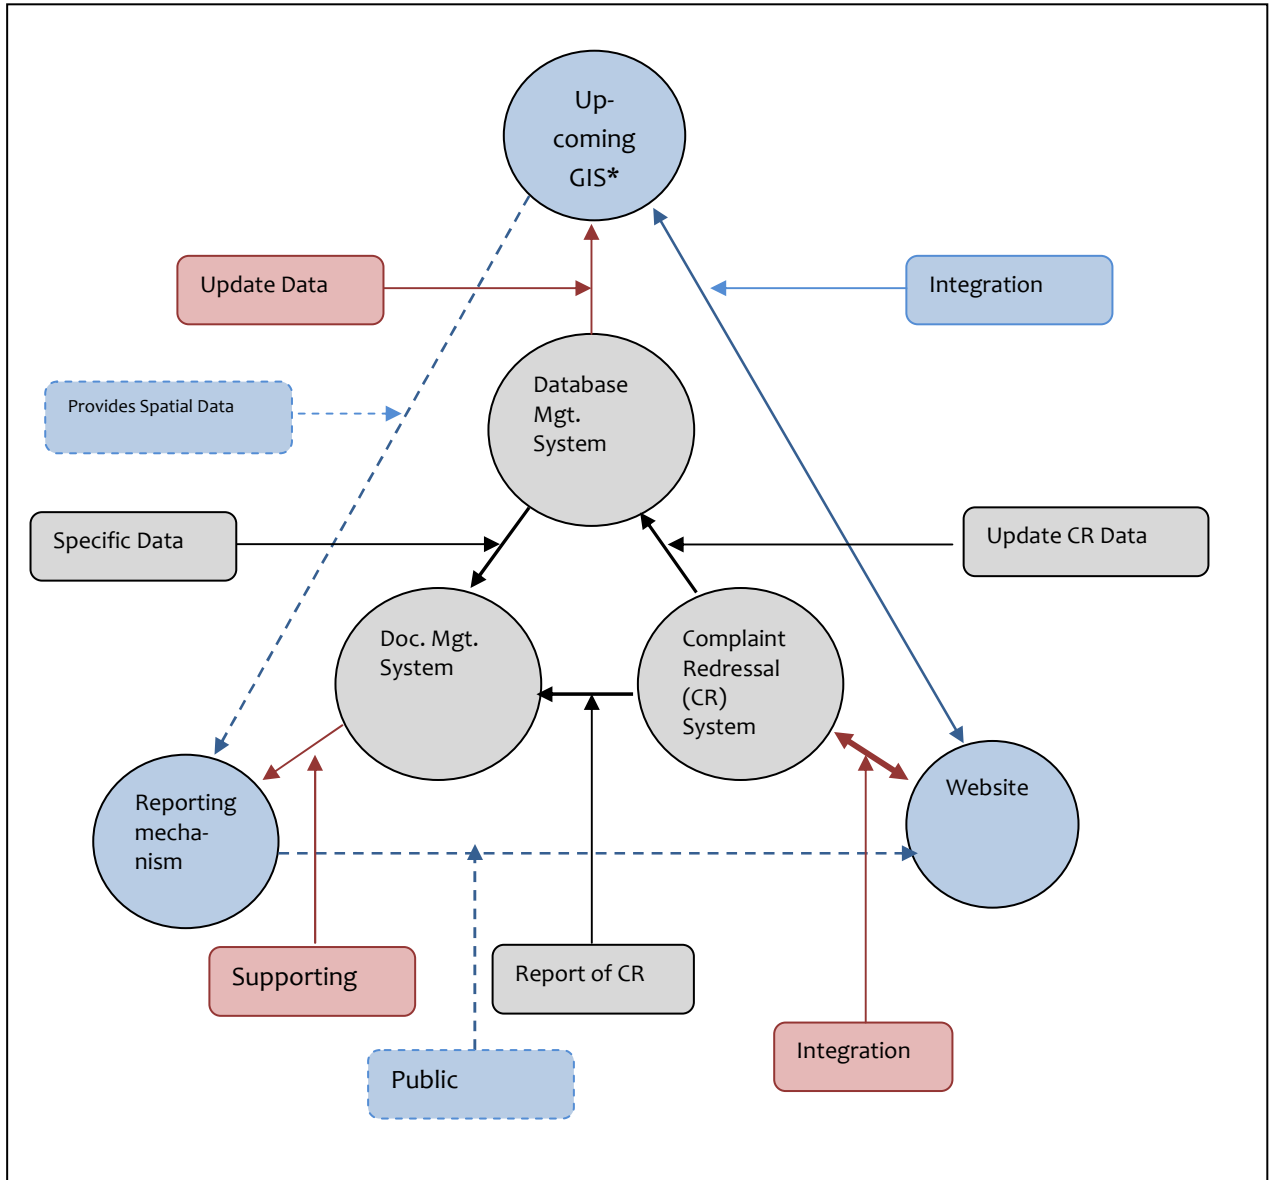 Up-
coming
GIS*
Update Data
Integration
Database
Mgt.
System
Provides Spatial Data
Specific Data
Update CR Data
Doc. Mgt.
System
Complaint
Redressal
(CR)
System
Reporting
mecha-
nism
Website
Supporting
Report of CR
Integration
Public